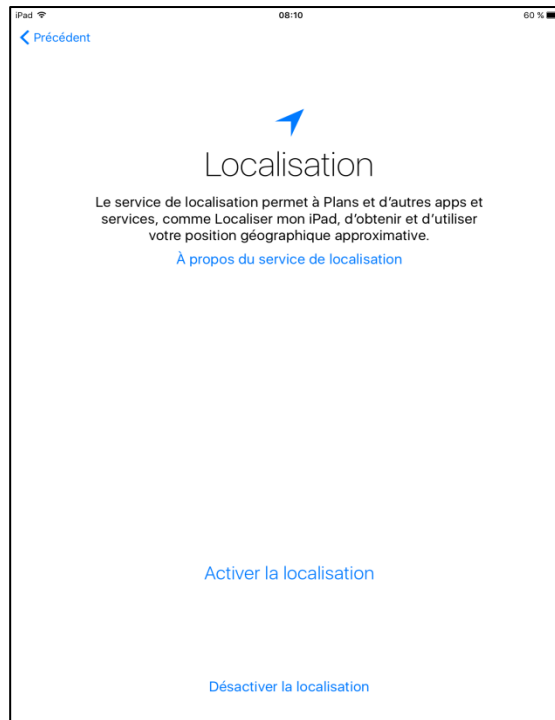 iPad 08:10 60 %
Précédent
Localisation
Le service de localisation permet à Plans et d'autres apps et
services, comme Localiser mon iPad, d'obtenir et d'utiliser
votre position géographique approximative.
À propos du service de localisation
Activer la localisation
Désactiver la localisation